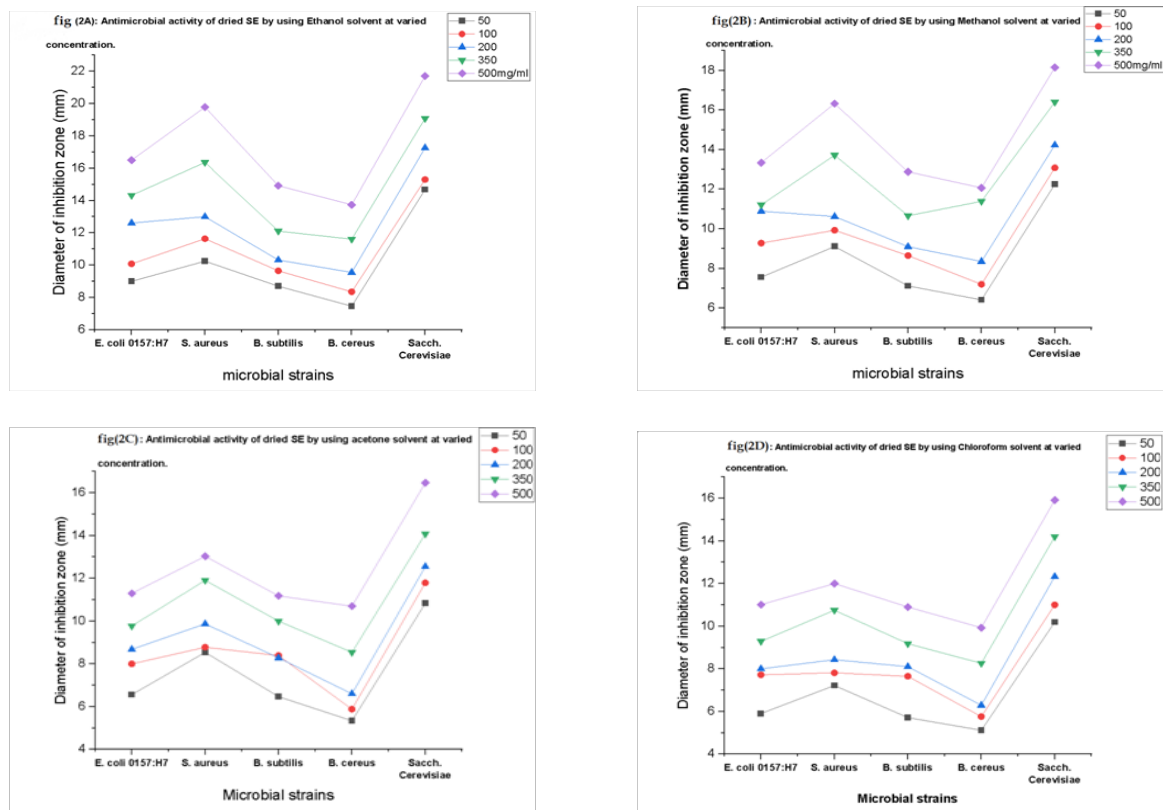 fig (2A): Antimicrobial activity of dried SE by using Ethanol solvent at varied
concentration.
50
100
200
350
500mg/ml
22
20
18
16
14
12
10
8
6
Diameter of inhibition zone (mm)
E. coli 0157:H7 S. aureus B. subtilis B. cereus Sacch.
Cerevisiae
microbial strains
fig(2B): Antimicrobial activity of dried SE by using Methanol solvent at varied
concentration.
50
100
200
350
500mg/ml
18
16
14
12
10
8
6
Diameter of inhibition zone (mm)
E. coli 0157:H7 S. aureus B. subtilis B. cereus Sacch.
Cerevisiae
microbial strains
fig(2C): Antimicrobial activity of dried SE by using acetone solvent at varied
concentration.
50
100
200
350
500
16
14
12
10
8
6
4
Diameter of inhibition zone (mm)
E. coli 0157:H7 S. aureus B. subtilis B. cereus Sacch.
Cerevisiae
Microbial strains
fig(2D): Antimicrobial activity of dried SE by using Chloroform solvent at varied
concentration.
50
100
200
350
500
16
14
12
10
8
6
4
Diameter of inhibition zone (mm)
E. coli 0157:H7 S. aureus B. subtilis B. cereus Sacch.
Cerevisiae
Microbial strains